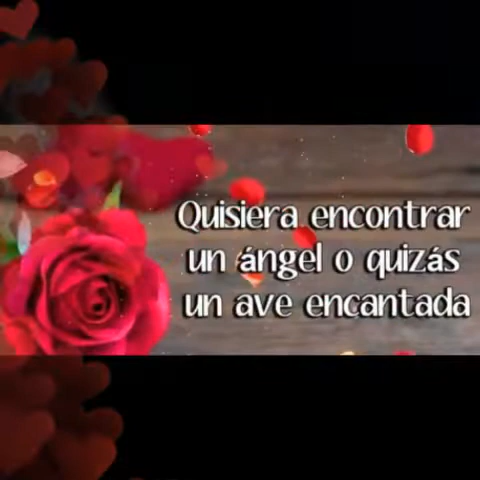 Quisiera encontrar
un ángel o quizás
un ave encantada